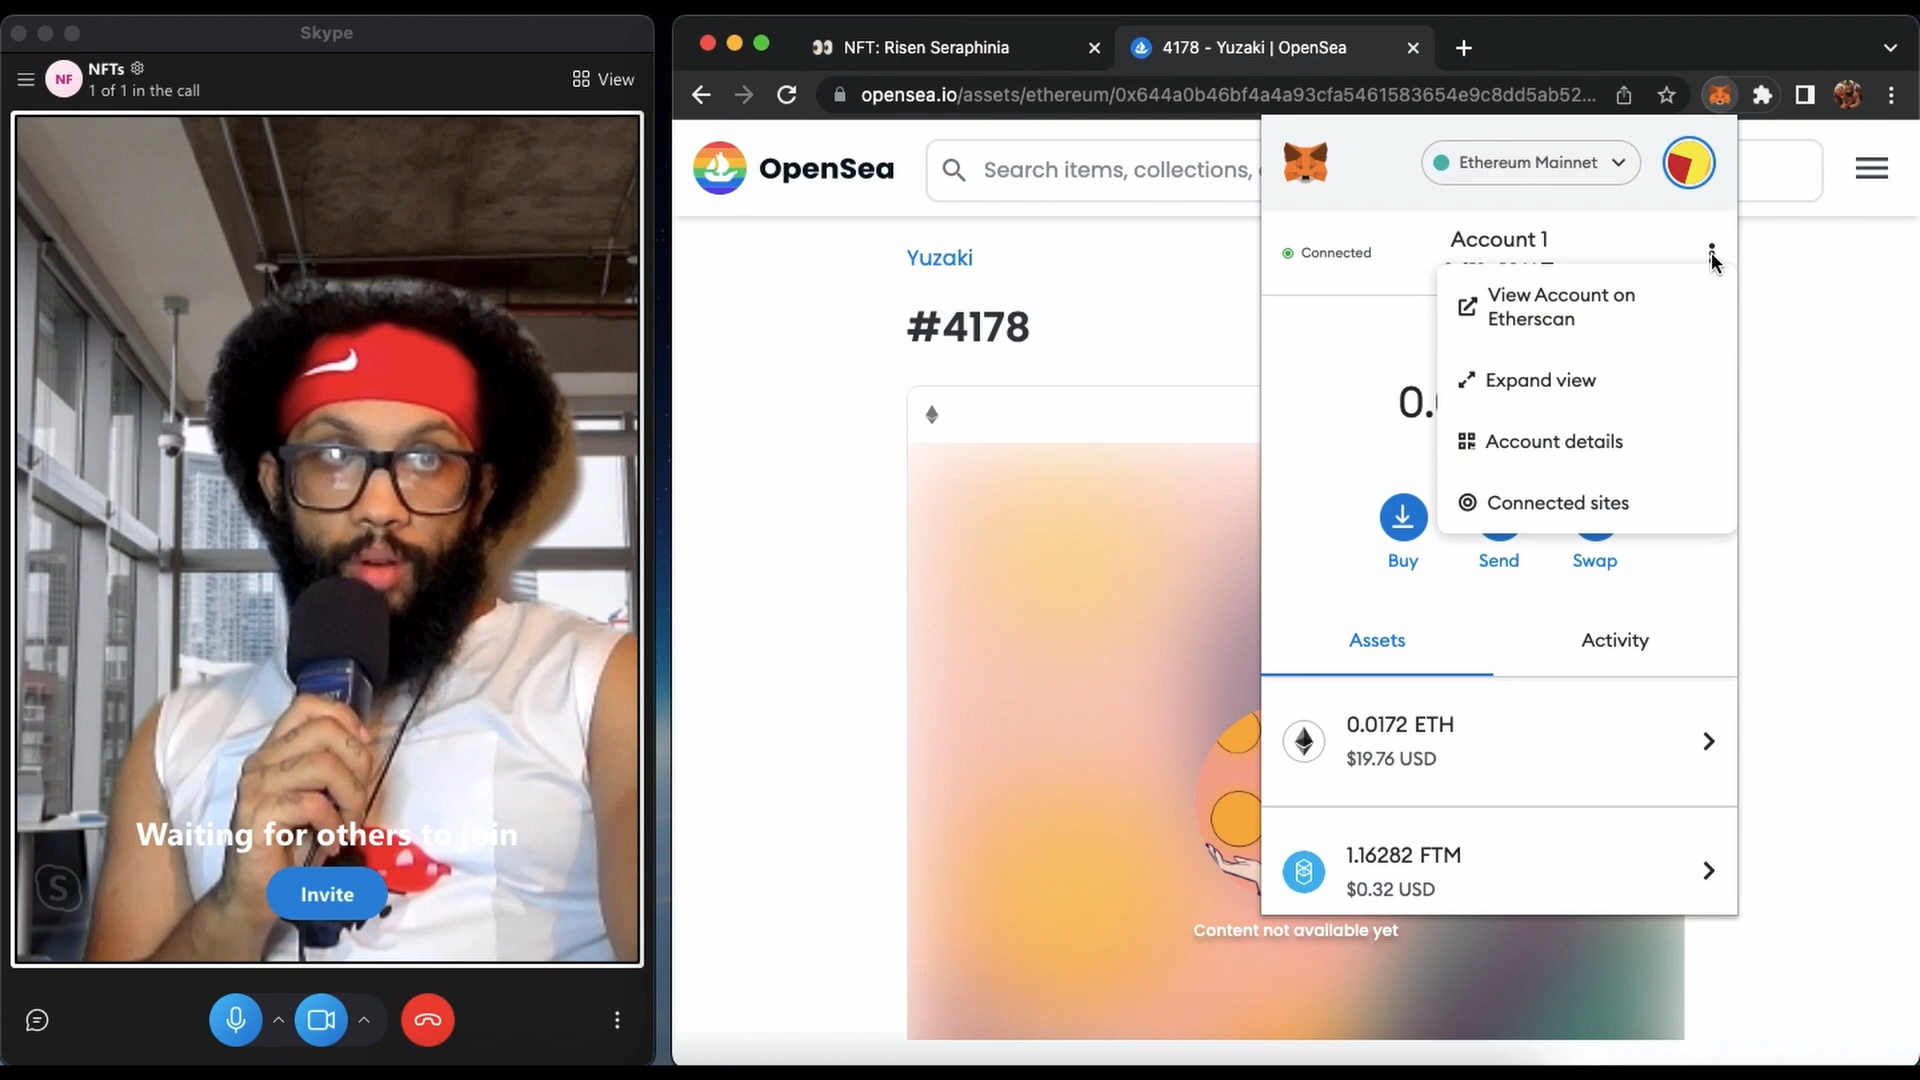 Skype
NF
NFTs
1 of 1 in the call
View
Waiting for others to join
Invite
NFT: Risen Seraphinia
4178 - Yuzaki | OpenSea
opensea.io/assets/ethereum/0x644a0b46bf4a4a93cfa5461583654e9c8dd5ab52...
OpenSea
Search items, collections,
Yuzaki
#4178
Content not available yet
Ethereum Mainnet
Connected
Account 1
View Account on
Etherscan
Expand view
Account details
Connected sites
0.
Buy
Send
Swap
Assets
Activity
0.0172 ETH
$19.76 USD
1.16282 FTM
$0.32 USD